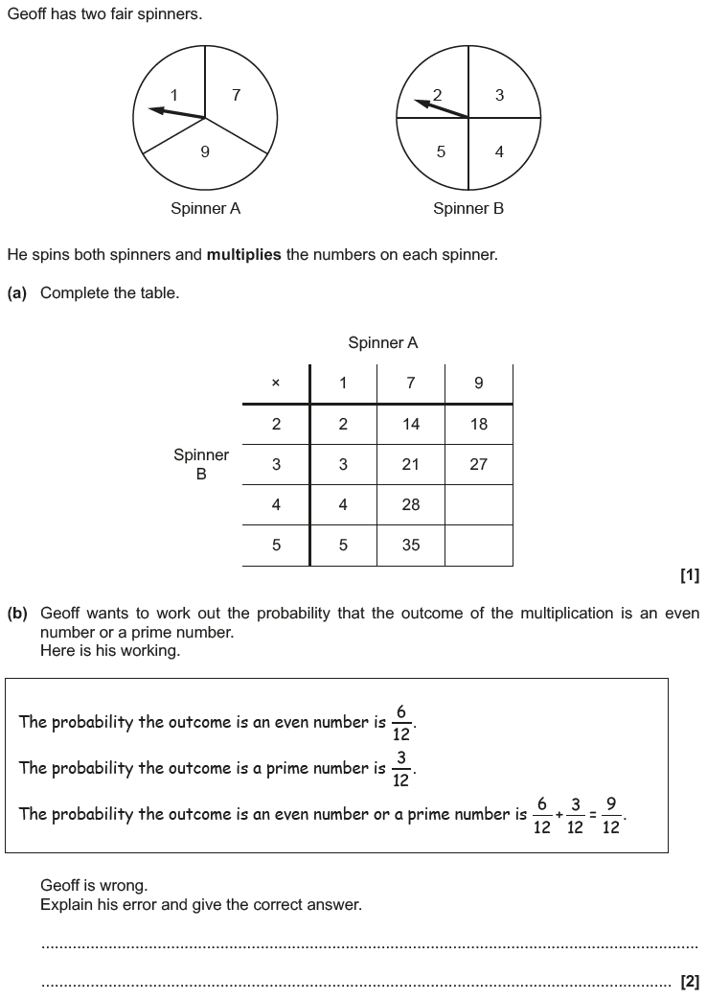 Geoff has two fair spinners.
1 7
9
Spinner A
2 3
5 4
Spinner B
He spins both spinners and multiplies the numbers on each spinner.
(a) Complete the table.
Spinner A
× 1 7 9
2 2 14 18
Spinner
B
3 3 21 27
4 4 28
5 5 35
[1]
(b) Geoff wants to work out the probability that the outcome of the multiplication is an even
number or a prime number.
Here is his working.
The probability the outcome is an even number is 6/12.
The probability the outcome is a prime number is 3/12.
The probability the outcome is an even number or a prime number is 6/12 + 3/12 = 9/12.
Geoff is wrong.
Explain his error and give the correct answer.
[2]